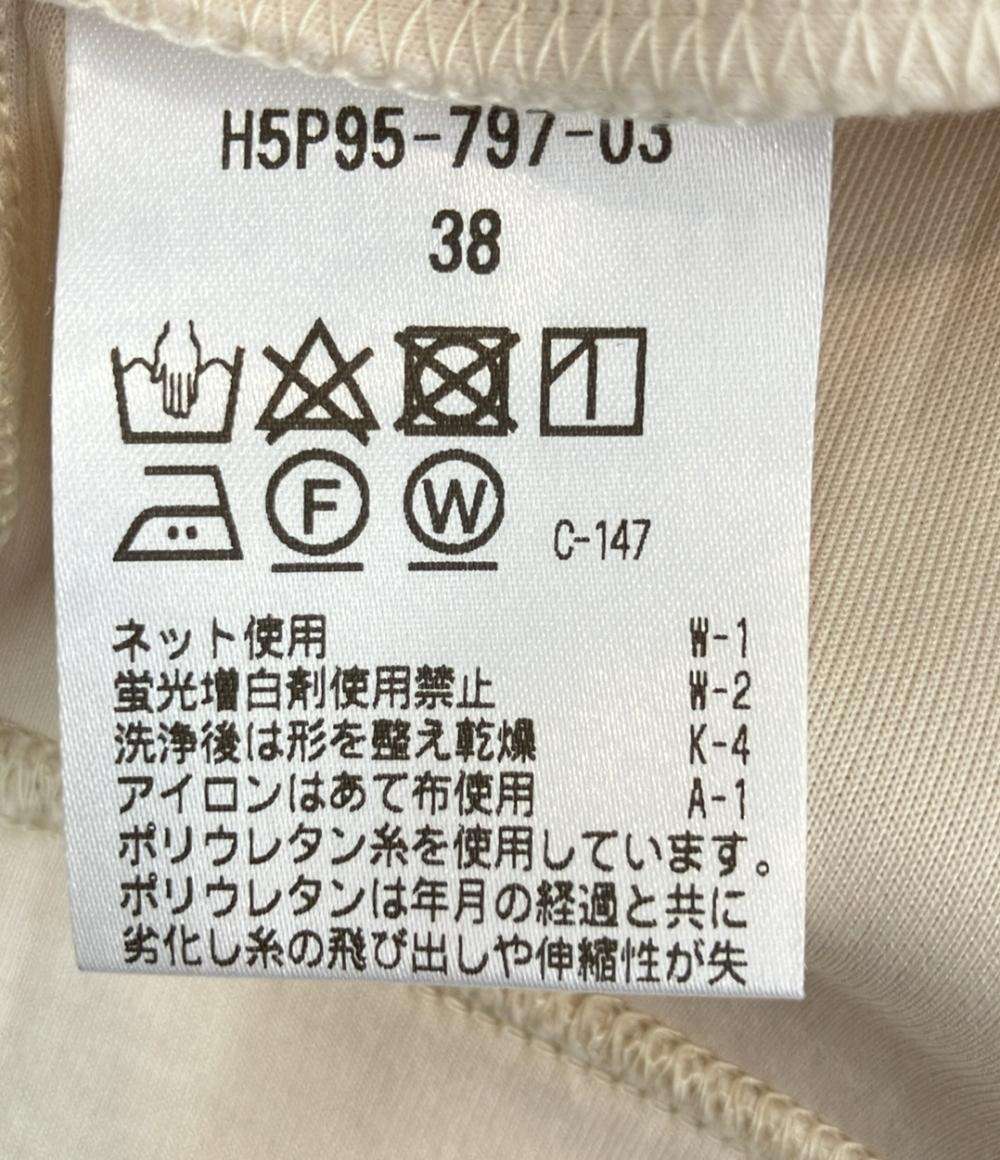 H5P95-797-03
38
F W C-147
ネット使用 W-1
蛍光増白剤使用禁止 W-2
洗浄後は形を整え乾燥 K-4
アイロンはあて布使用 A-1
ポリウレタン糸を使用しています。
ポリウレタンは年月の経過と共に
劣化し糸の飛び出しや伸縮性が失